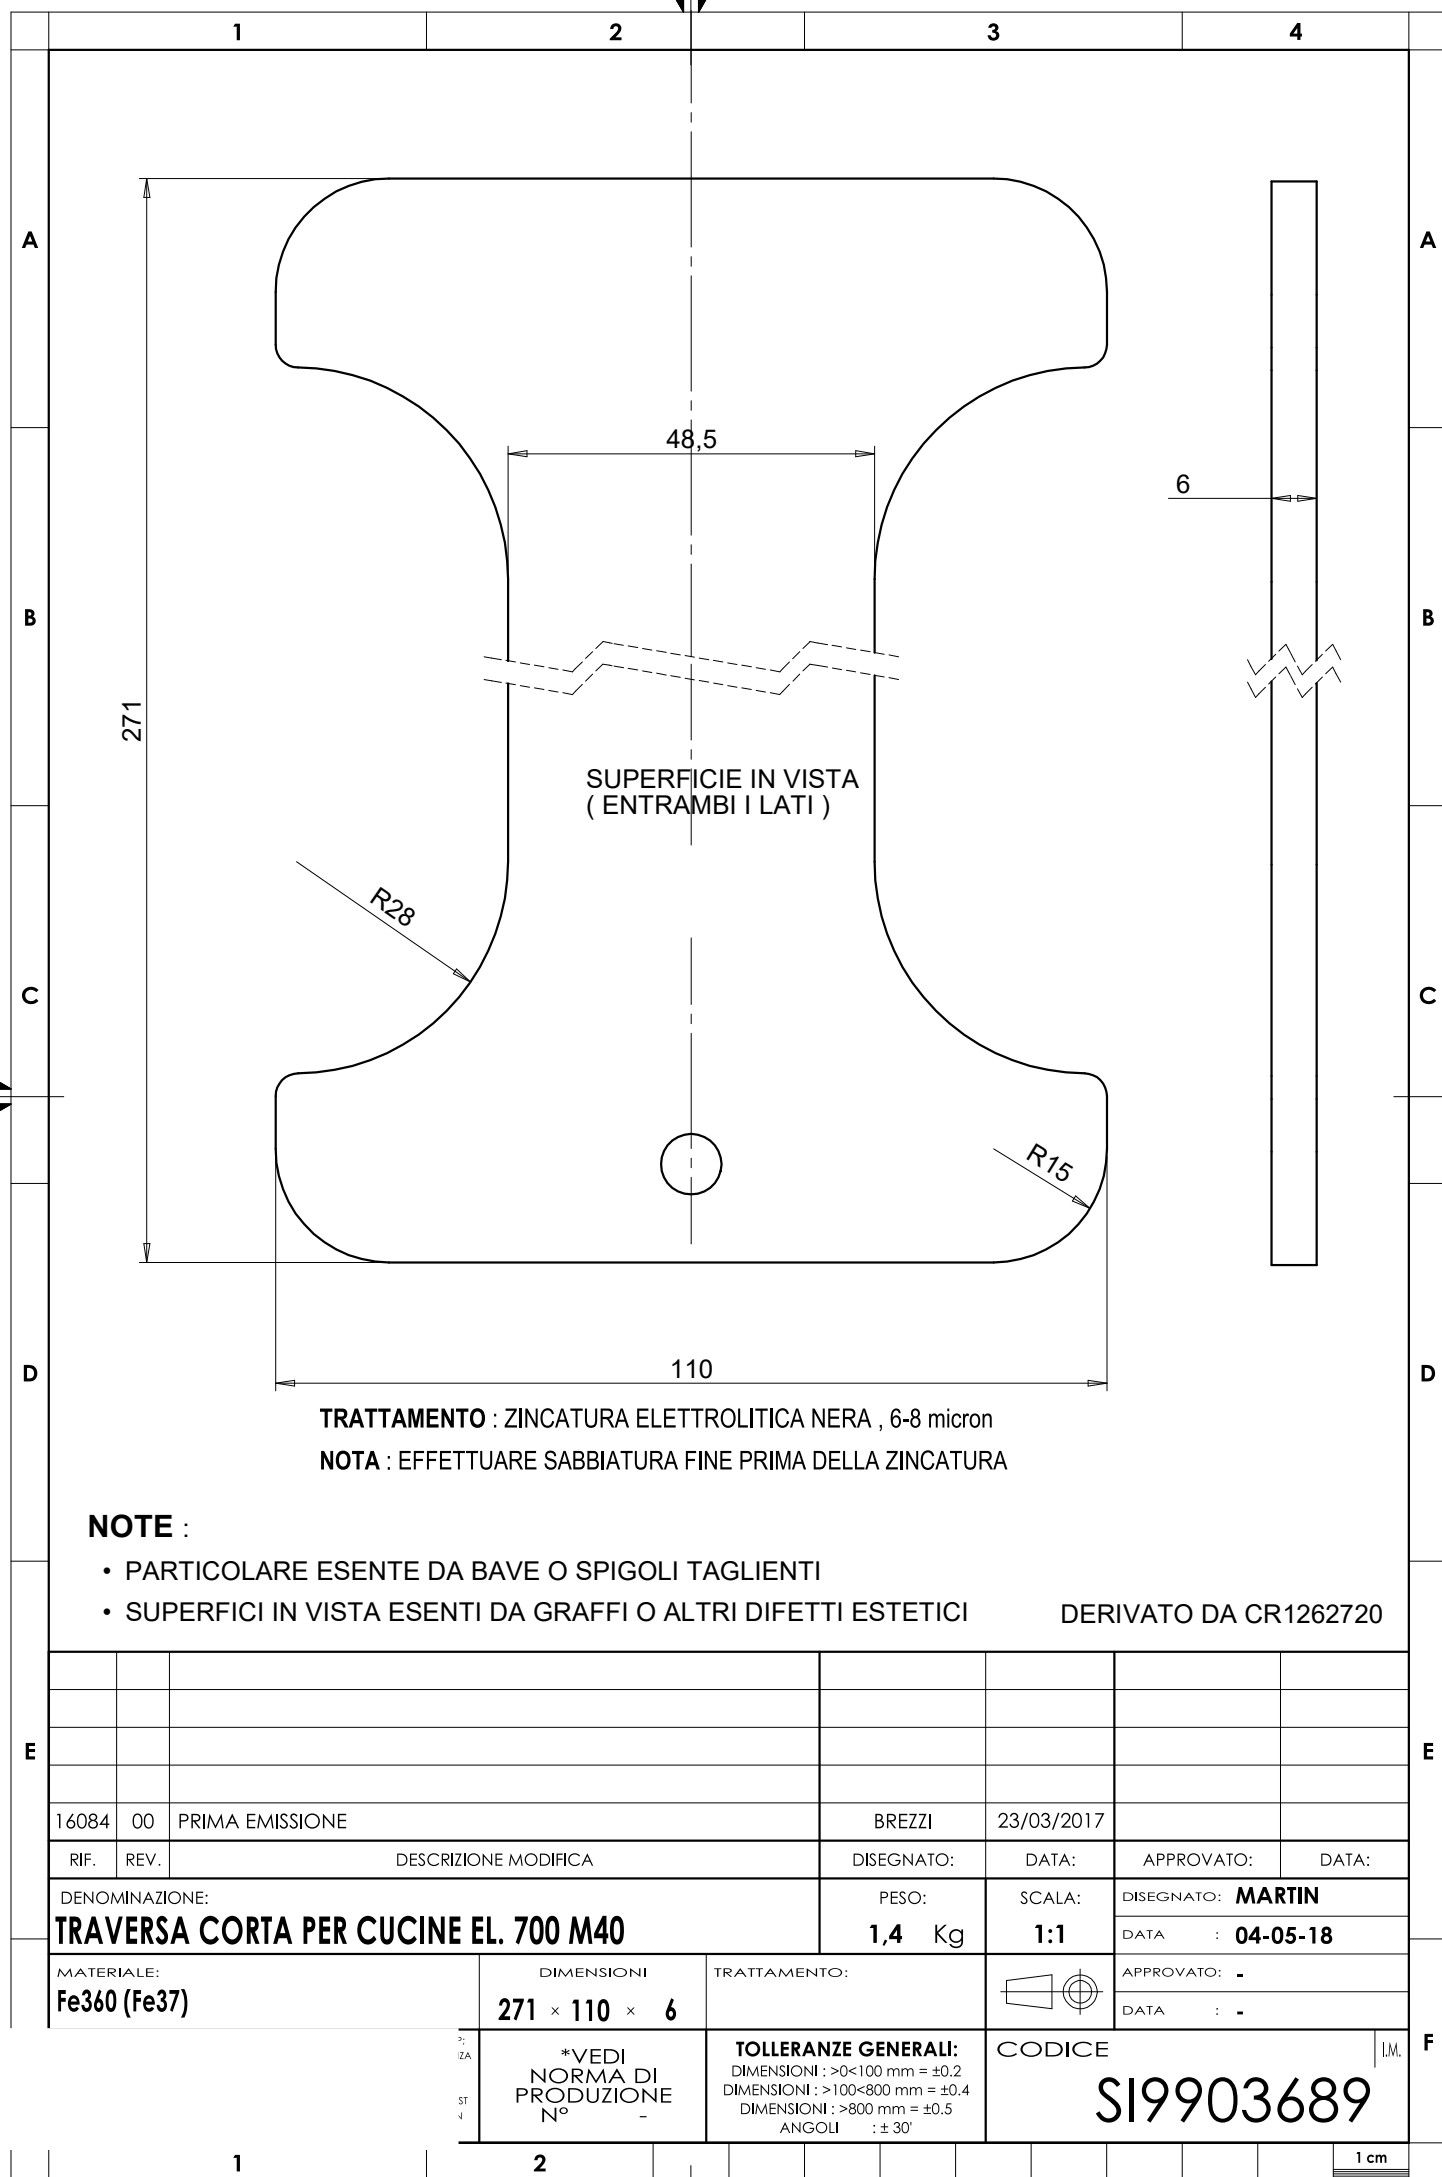 1 2 3 4
A A
48,5
6
B B
271
SUPERFICIE IN VISTA
( ENTRAMBI I LATI )
R28
C C
R15
110
D D
TRATTAMENTO : ZINCATURA ELETTROLITICA NERA , 6-8 micron
NOTA : EFFETTUARE SABBIATURA FINE PRIMA DELLA ZINCATURA
NOTE :
• PARTICOLARE ESENTE DA BAVE O SPIGOLI TAGLIENTI
• SUPERFICI IN VISTA ESENTI DA GRAFFI O ALTRI DIFETTI ESTETICI
DERIVATO DA CR1262720
E E
16084 00 PRIMA EMISSIONE BREZZI 23/03/2017
RIF. REV. DESCRIZIONE MODIFICA DISEGNATO: DATA: APPROVATO: DATA:
DENOMINAZIONE: PESO: SCALA: DISEGNATO: MARTIN
TRAVERSA CORTA PER CUCINE EL. 700 M40 1,4 Kg 1:1 DATA : 04-05-18
MATERIALE: DIMENSIONI TRATTAMENTO: APPROVATO: -
Fe360 (Fe37) 271 × 110 × 6 DATA : -
*VEDI
NORMA DI
PRODUZIONE
N° -
TOLLERANZE GENERALI:
DIMENSIONI : >0<100 mm = ±0.2
DIMENSIONI : >100<800 mm = ±0.4
DIMENSIONI : >800 mm = ±0.5
ANGOLI : ± 30'
CODICE I.M. F
SI9903689
1 2 1 cm